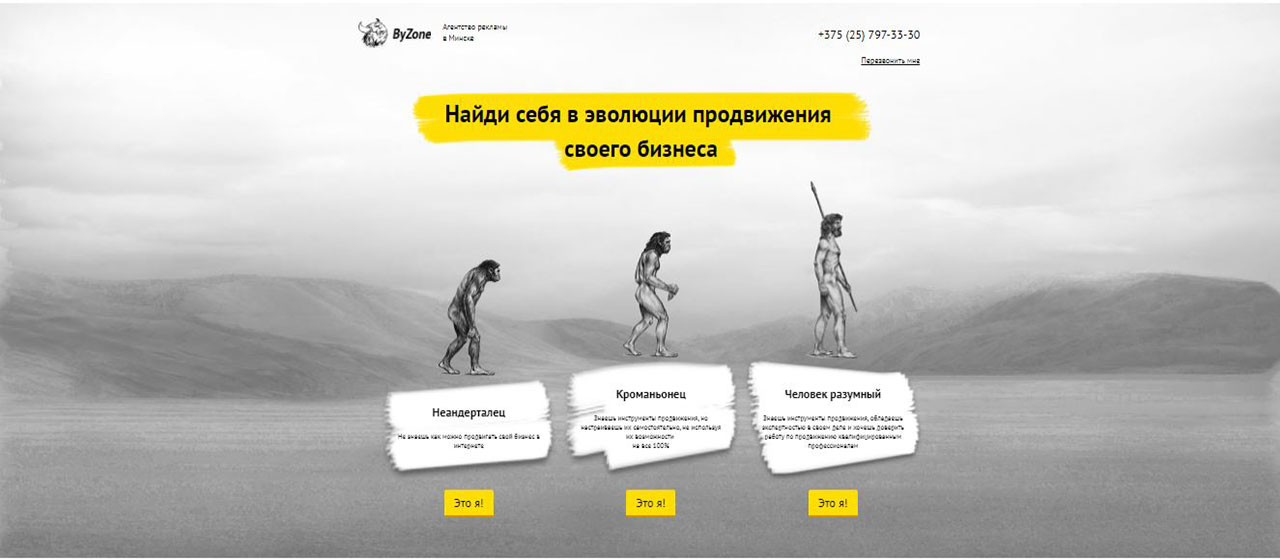 ByZone
Агентство рекламы
в Минске
+375 (25) 797-33-30
Перезвонить мне
Найди себя в эволюции продвижения
своего бизнеса
Неандерталец
Не знаешь как можно продвигать свой бизнес в
интернете
Кроманьонец
Знаешь инструменты продвижения, но
настраиваешь их самостоятельно, не используя
их возможности
на все 100%
Человек разумный
Знаешь инструменты продвижения, обладаешь
экспертностью в своем деле и хочешь доверить
работу по продвижению квалифицированным
профессионалам
Это я!
Это я!
Это я!